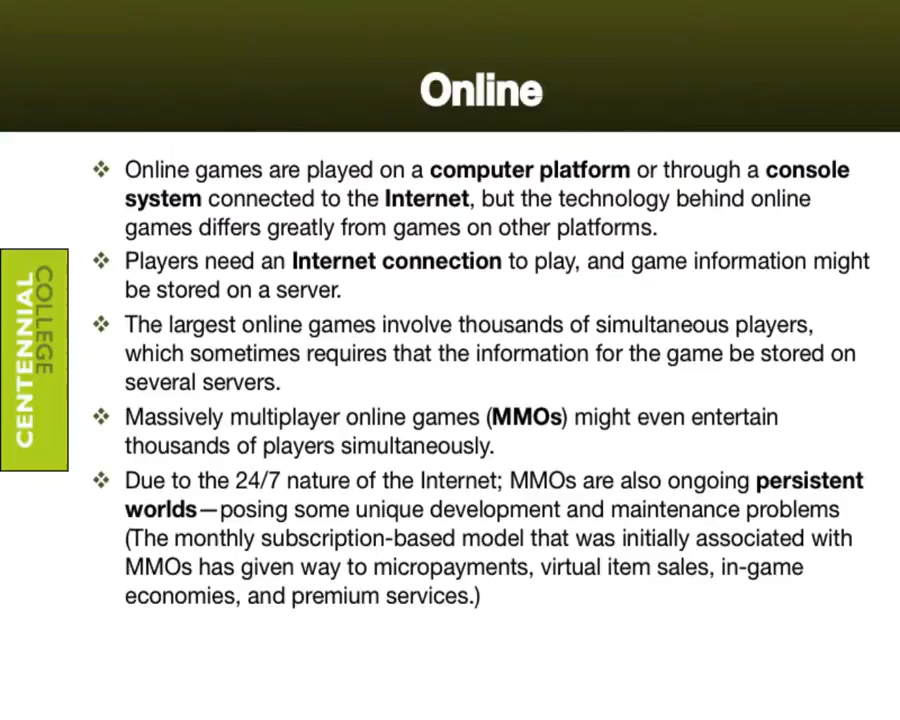 Online
❖ Online games are played on a computer platform or through a console
system connected to the Internet, but the technology behind online
games differs greatly from games on other platforms.
❖ Players need an Internet connection to play, and game information might
be stored on a server.
❖ The largest online games involve thousands of simultaneous players,
which sometimes requires that the information for the game be stored on
several servers.
❖ Massively multiplayer online games (MMOs) might even entertain
thousands of players simultaneously.
❖ Due to the 24/7 nature of the Internet; MMOs are also ongoing persistent
worlds—posing some unique development and maintenance problems
(The monthly subscription-based model that was initially associated with
MMOs has given way to micropayments, virtual item sales, in-game
economies, and premium services.)
CENTENNIAL
COLLEGE